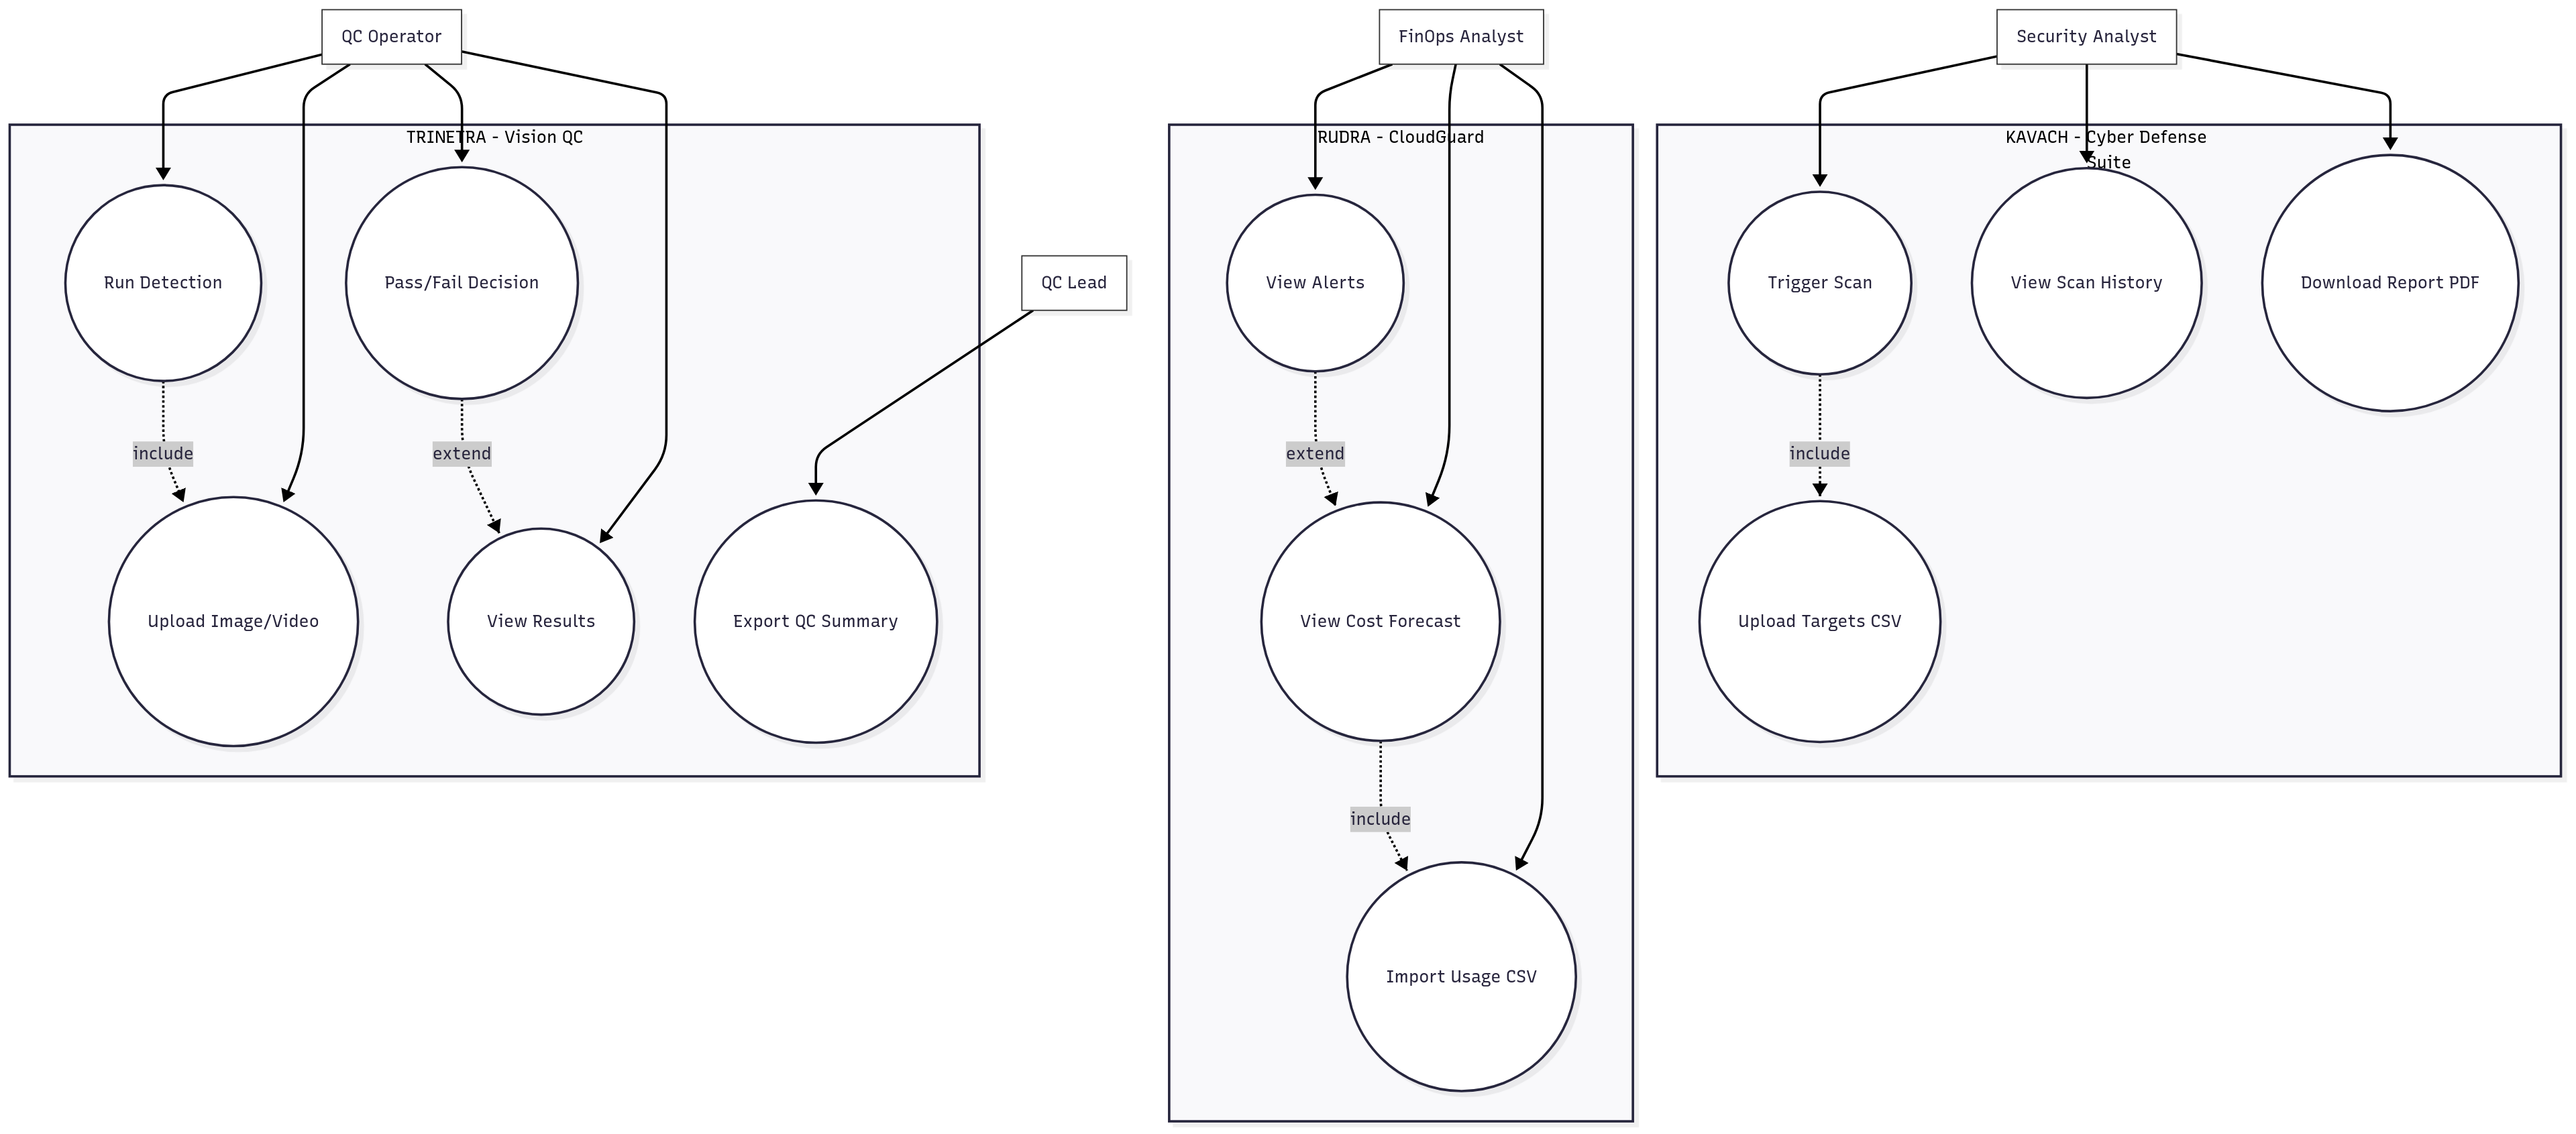 QC Operator
FinOps Analyst
Security Analyst
TRINETRA - Vision QC
RUDRA - CloudGuard
KAVACH - Cyber Defense
Suite
Run Detection
Pass/Fail Decision
QC Lead
View Alerts
Trigger Scan
View Scan History
Download Report PDF
include
extend
extend
include
Upload Image/Video
View Results
Export QC Summary
View Cost Forecast
Upload Targets CSV
include
Import Usage CSV